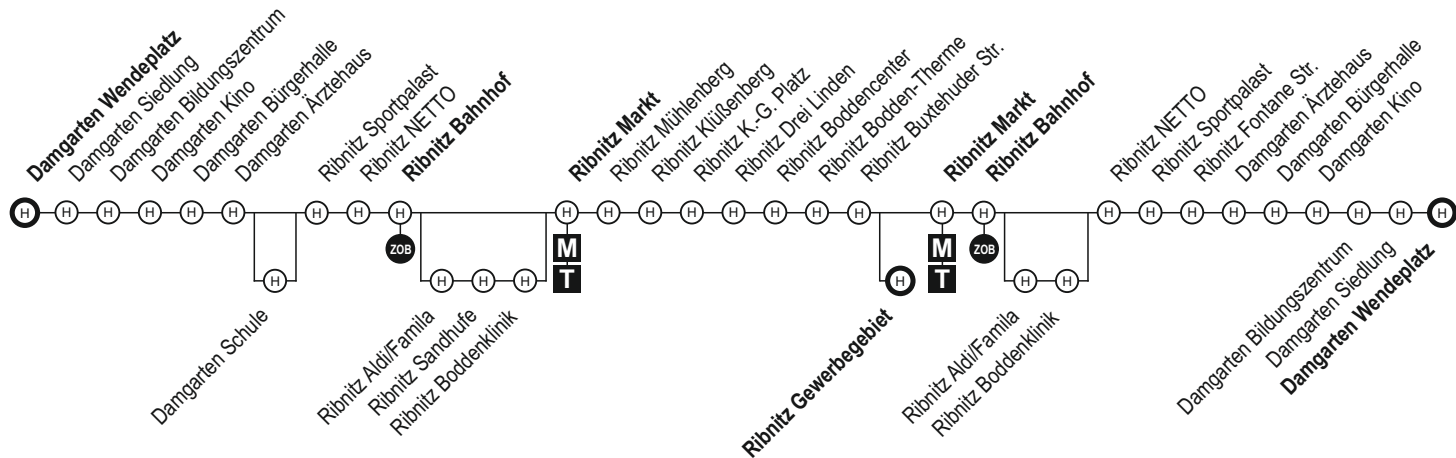 Damgarten Wendeplatz
Damgarten Siedlung
Damgarten Bildungszentrum
Damgarten Kino
Damgarten Bürgerhalle
Damgarten Ärztehaus
Ribnitz Sportpalast
Ribnitz NETTO
Ribnitz Bahnhof
Ribnitz Markt
Ribnitz Mühlenberg
Ribnitz Klüßenberg
Ribnitz K.-G. Platz
Ribnitz Drei Linden
Ribnitz Boddencenter
Ribnitz Bodden-Therme
Ribnitz Buxtehuder Str.
Ribnitz Markt
Ribnitz Bahnhof
Ribnitz NETTO
Ribnitz Sportpalast
Ribnitz Fontane Str.
Damgarten Ärztehaus
Damgarten Bürgerhalle
Damgarten Kino
H H H H H H H H H H H H H H H H H H H H H H H H H H H H H
ZOB M M ZOB
H H H H T H T H H
Damgarten Schule
Ribnitz Aldi/Famila
Ribnitz Sandhufe
Ribnitz Boddenklinik
Ribnitz Gewerbegebiet
Ribnitz Aldi/Famila
Ribnitz Boddenklinik
Damgarten Bildungszentrum
Damgarten Siedlung
Damgarten Wendeplatz